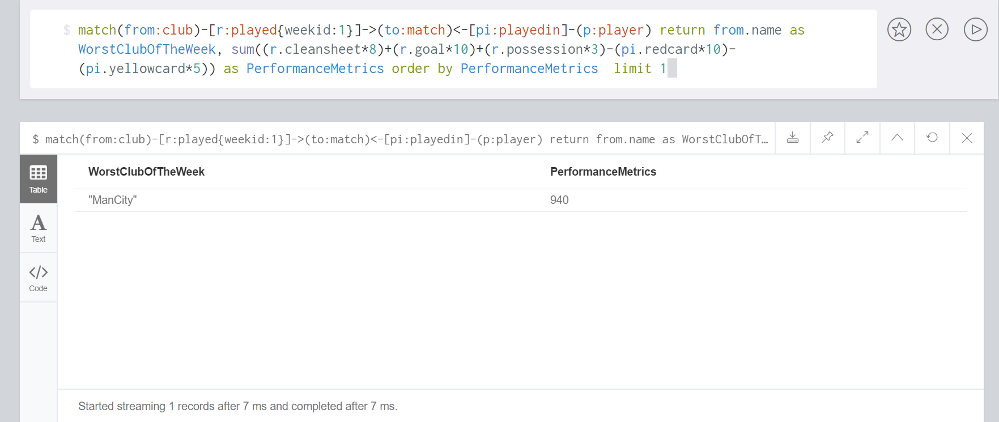 $ match(from:club)-[r:played{weekid:1}]->(to:match)<-[pi:playedin]-(p:player) return from.name as
WorstClubOfTheWeek, sum((r.cleansheet*8)+(r.goal*10)+(r.possession*3)-(pi.redcard*10)-
(pi.yellowcard*5)) as PerformanceMetrics order by PerformanceMetrics  limit 1
$ match(from:club)-[r:played{weekid:1}]->(to:match)<-[pi:playedin]-(p:player) return from.name as WorstClubOfT…
WorstClubOfTheWeek PerformanceMetrics
Table
"ManCity" 940
A
Text
</>
Code
Started streaming 1 records after 7 ms and completed after 7 ms.